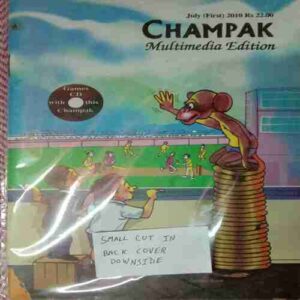 July (First) 2010 Rs 22.00
CHAMPAK
Multimedia Edition
Games
CD
with this
Champak
SMALL CUT IN
BACK COVER
DOWNSIDE